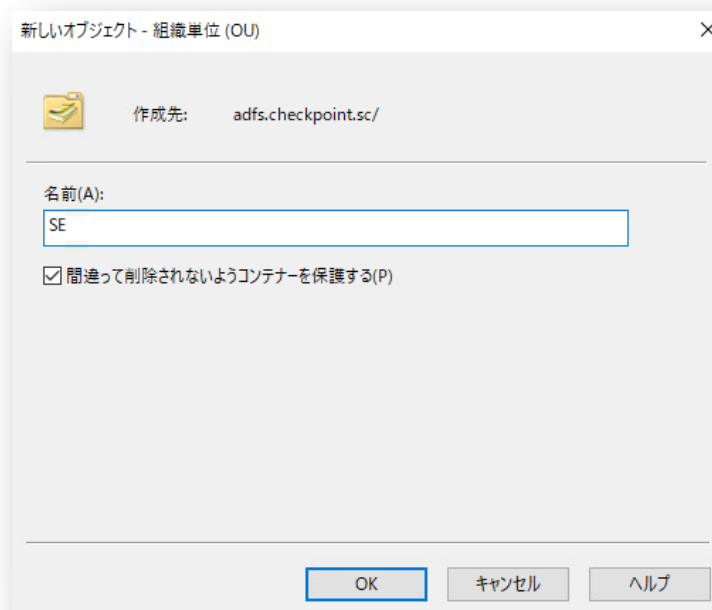 新しいオブジェクト - 組織単位 (OU)
作成先: adfs.checkpoint.sc/
名前(A):
SE
間違って削除されないようコンテナーを保護する(P)
OK キャンセル ヘルプ